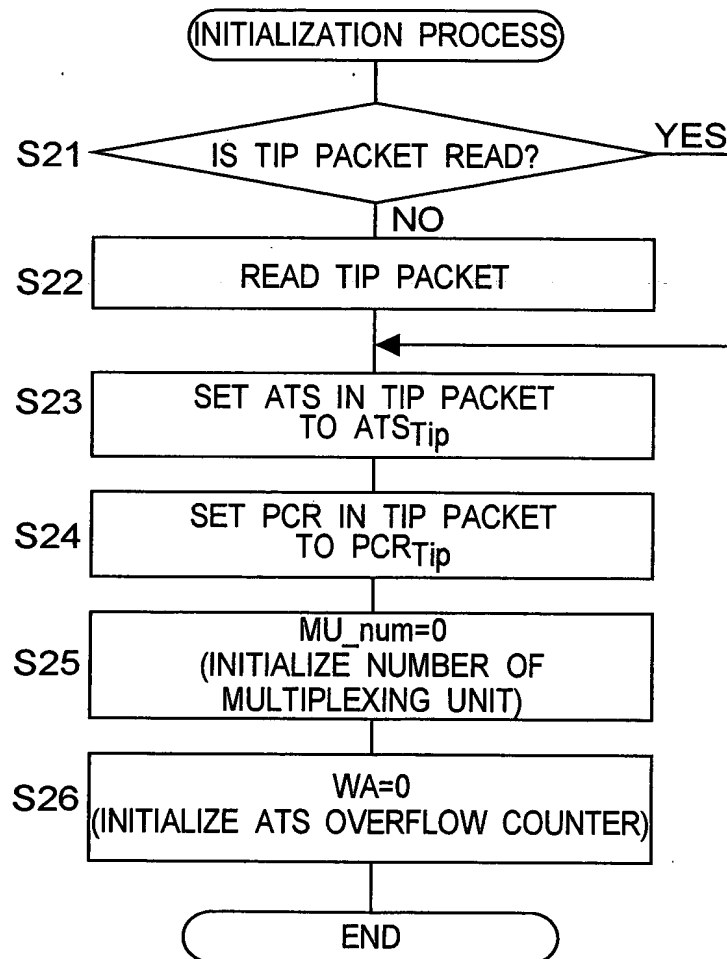 INITIALIZATION PROCESS
S21
IS TIP PACKET READ?
YES
NO
S22
READ TIP PACKET
S23
SET ATS IN TIP PACKET
TO ATSTip
S24
SET PCR IN TIP PACKET
TO PCRTip
S25
MU_num=0
(INITIALIZE NUMBER OF
MULTIPLEXING UNIT)
S26
WA=0
(INITIALIZE ATS OVERFLOW COUNTER)
END